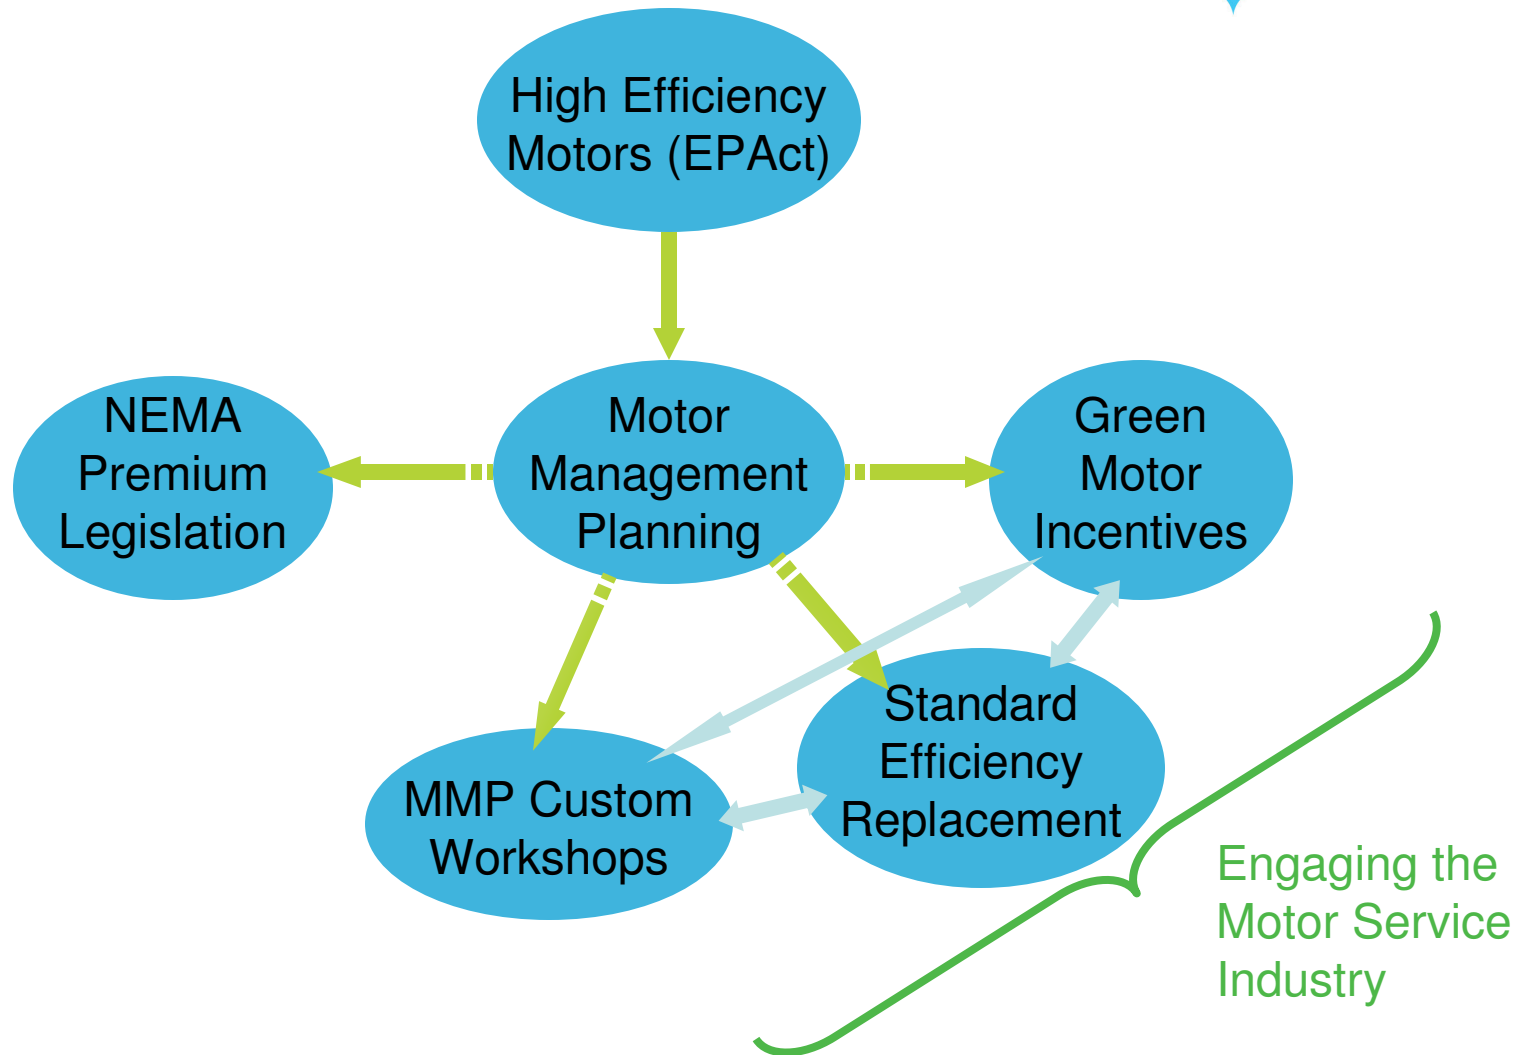 High Efficiency
Motors (EPAct)
NEMA
Premium
Legislation
Motor
Management
Planning
Green
Motor
Incentives
MMP Custom
Workshops
Standard
Efficiency
Replacement
Engaging the
Motor Service
Industry